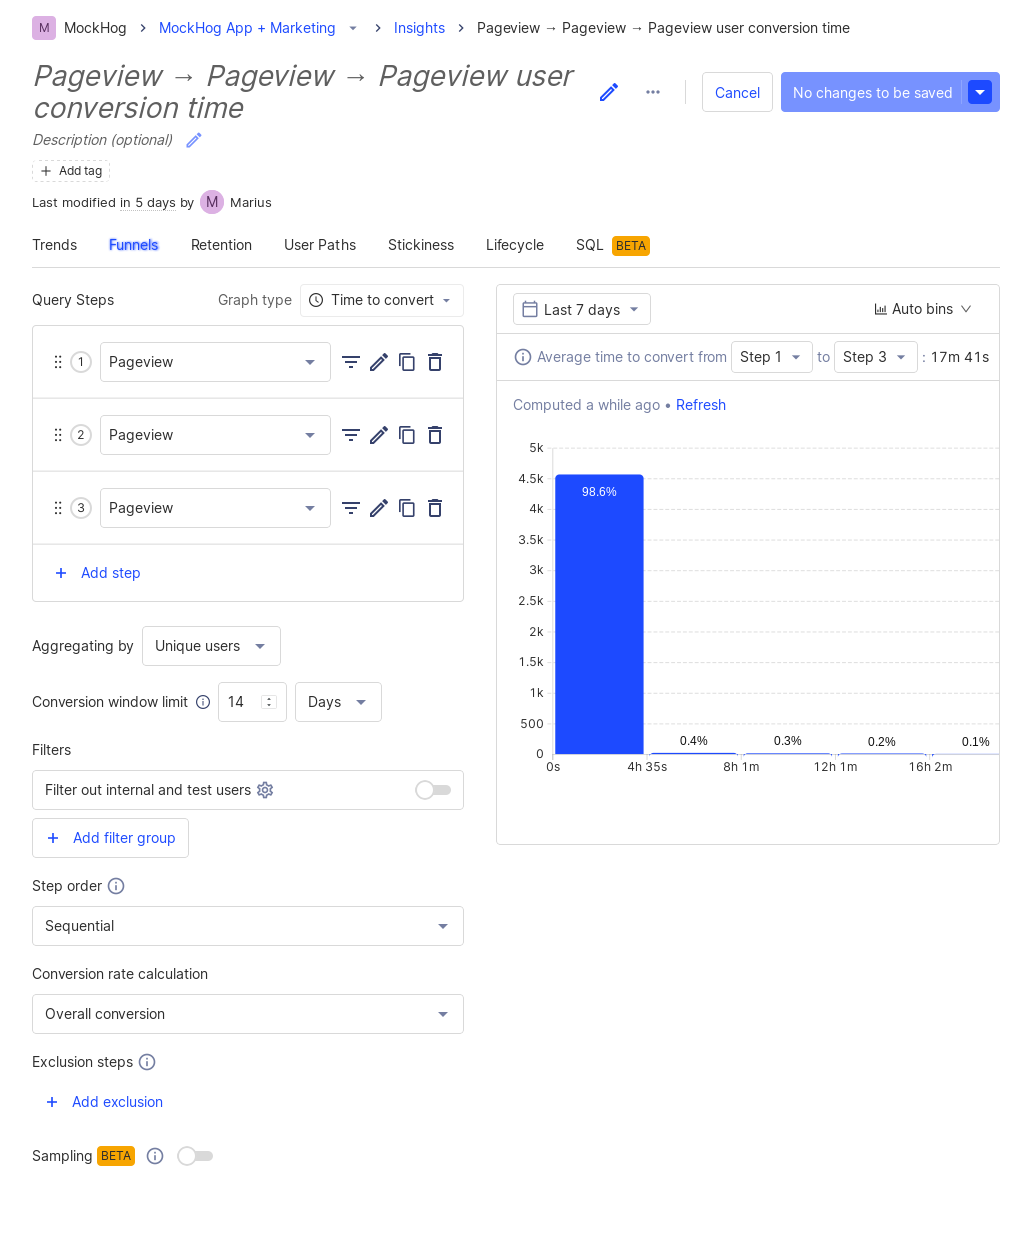 M MockHog > MockHog App + Marketing > Insights > Pageview → Pageview → Pageview user conversion time
Pageview → Pageview → Pageview user
conversion time
Cancel
No changes to be saved
Description (optional)
+ Add tag
Last modified in 5 days by M Marius
Trends Funnels Retention User Paths Stickiness Lifecycle SQL BETA
Query Steps
Graph type Time to convert
1 Pageview
2 Pageview
3 Pageview
+ Add step
Aggregating by Unique users
Conversion window limit 14 Days
Filters
Filter out internal and test users
+ Add filter group
Step order
Sequential
Conversion rate calculation
Overall conversion
Exclusion steps
+ Add exclusion
Sampling BETA
Last 7 days
Auto bins
Average time to convert from Step 1 to Step 3 : 17m 41s
Computed a while ago • Refresh
5k
4.5k
98.6%
4k
3.5k
3k
2.5k
2k
1.5k
1k
500
0.4% 0.3% 0.2% 0.1%
0
0s 4h 35s 8h 1m 12h 1m 16h 2m